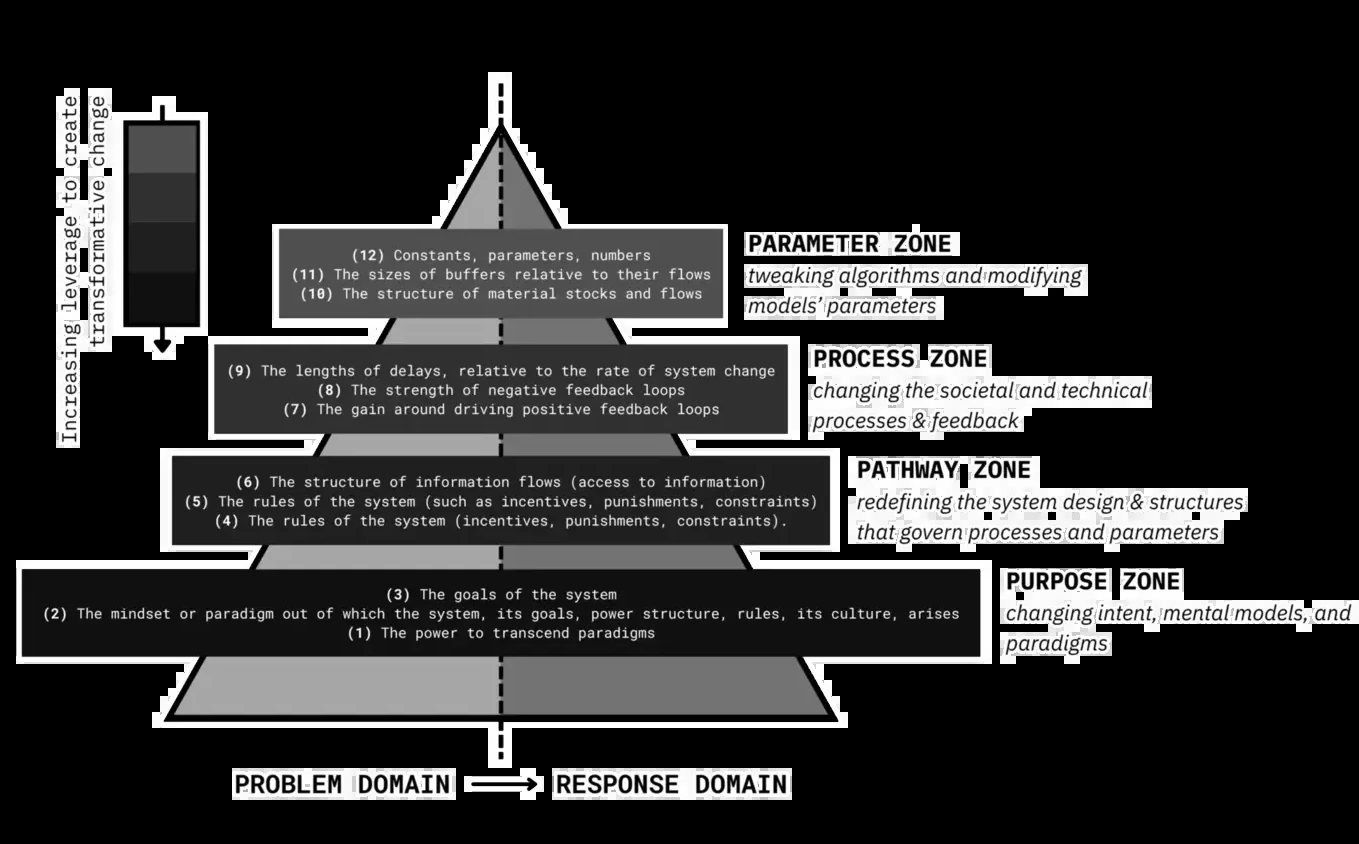 Increasing leverage to create
transformative change
(12) Constants, parameters, numbers
(11) The sizes of buffers relative to their flows
(10) The structure of material stocks and flows
PARAMETER ZONE
tweaking algorithms and modifying
models’ parameters
(9) The lengths of delays, relative to the rate of system change
(8) The strength of negative feedback loops
(7) The gain around driving positive feedback loops
PROCESS ZONE
changing the societal and technical
processes & feedback
(6) The structure of information flows (access to information)
(5) The rules of the system (such as incentives, punishments, constraints)
(4) The rules of the system (incentives, punishments, constraints).
PATHWAY ZONE
redefining the system design & structures
that govern processes and parameters
(3) The goals of the system
(2) The mindset or paradigm out of which the system, its goals, power structure, rules, its culture, arises
(1) The power to transcend paradigms
PURPOSE ZONE
changing intent, mental models, and
paradigms
PROBLEM DOMAIN
RESPONSE DOMAIN